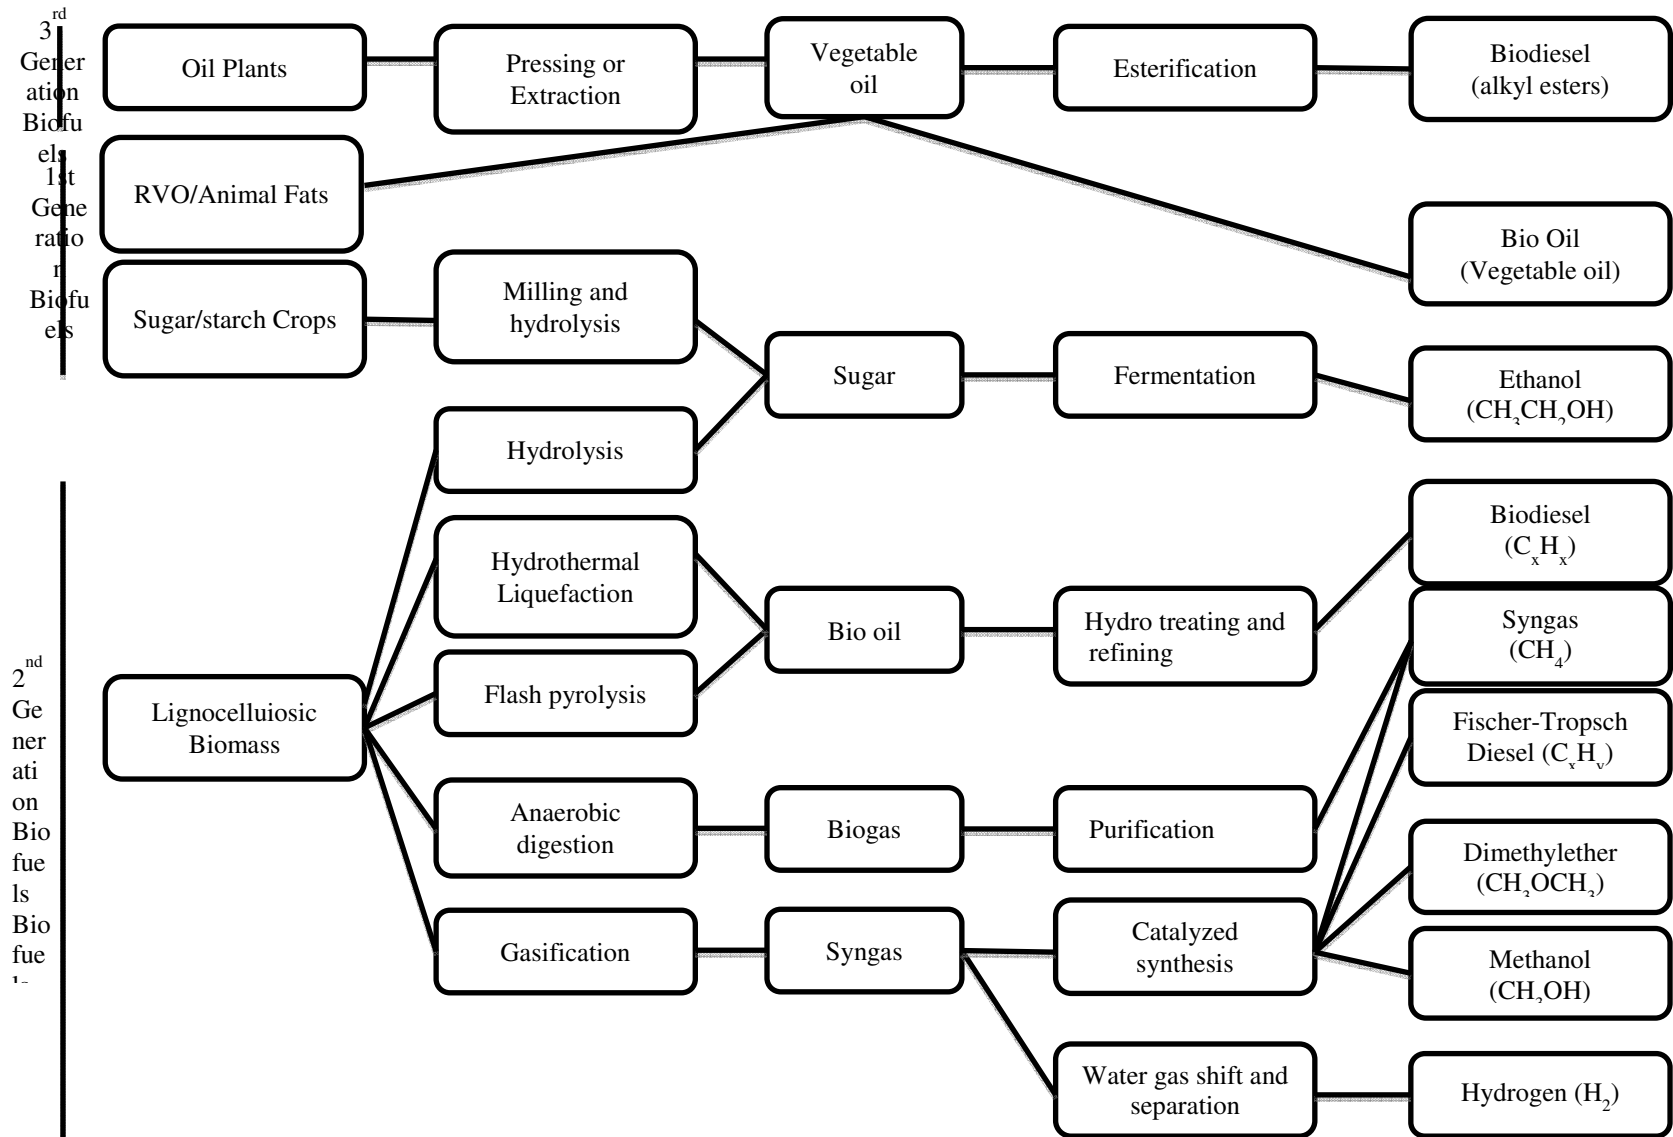 3rd
Gener
ation
Biofu
els
1st
Gene
ratio
n
Biofu
els
2nd
Ge
ner
ati
on
Bio
fue
ls
Bio
fue
Oil Plants
Pressing or
Extraction
Vegetable
oil
Esterification
Biodiesel
(alkyl esters)
RVO/Animal Fats
Bio Oil
(Vegetable oil)
Sugar/starch Crops
Milling and
hydrolysis
Sugar
Fermentation
Ethanol
(CH3CH2OH)
Hydrolysis
Hydrothermal
Liquefaction
Flash pyrolysis
Bio oil
Hydro treating and
refining
Biodiesel
(CxHx)
Syngas
(CH4)
Lignocelluiosic
Biomass
Fischer-Tropsch
Diesel (CxHy)
Anaerobic
digestion
Biogas
Purification
Dimethylether
(CH3OCH3)
Gasification
Syngas
Catalyzed
synthesis
Methanol
(CH3OH)
Water gas shift and
separation
Hydrogen (H2)